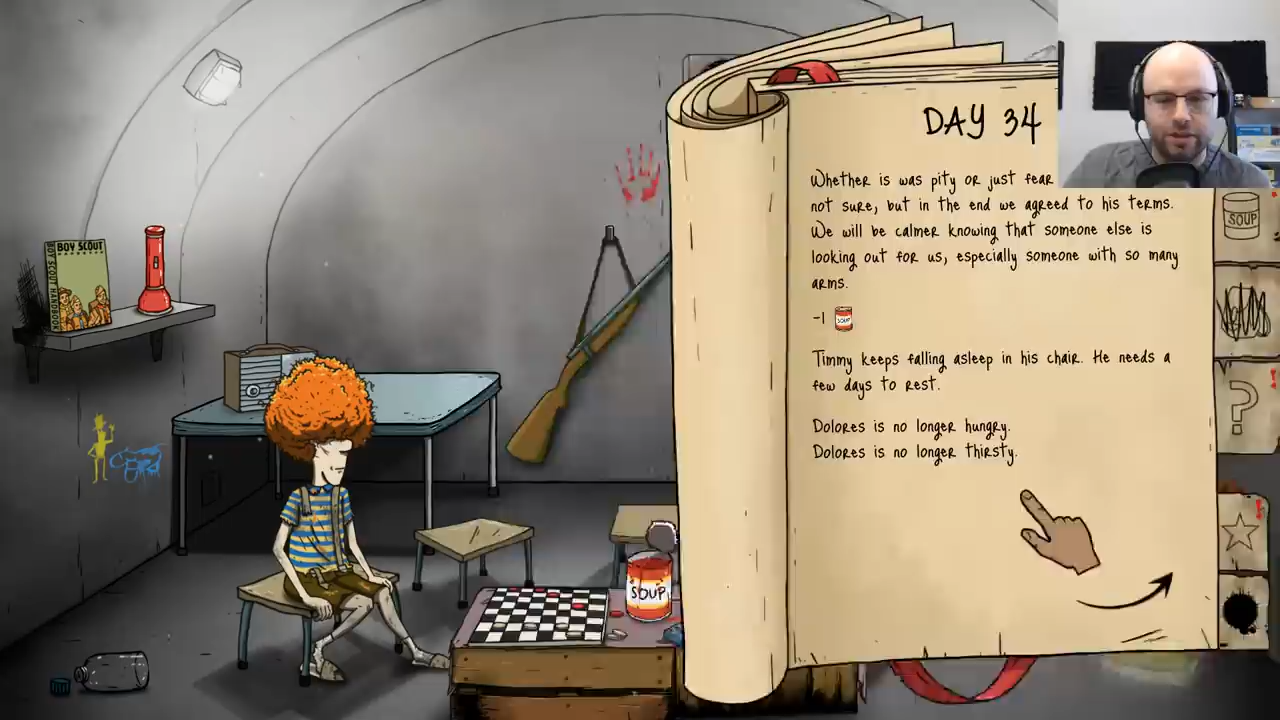 DAY 34
Whether is was pity or just fear
not sure, but in the end we agreed to his terms.
We will be calmer knowing that someone else is
looking out for us, especially someone with so many
arms.
-1 SOUP
Timmy keeps falling asleep in his chair. He needs a
few days to rest.
Dolores is no longer hungry.
Dolores is no longer thirsty.
BOY SCOUT
BOY SCOUT HANDBOOK
SOUP
SOUP
?